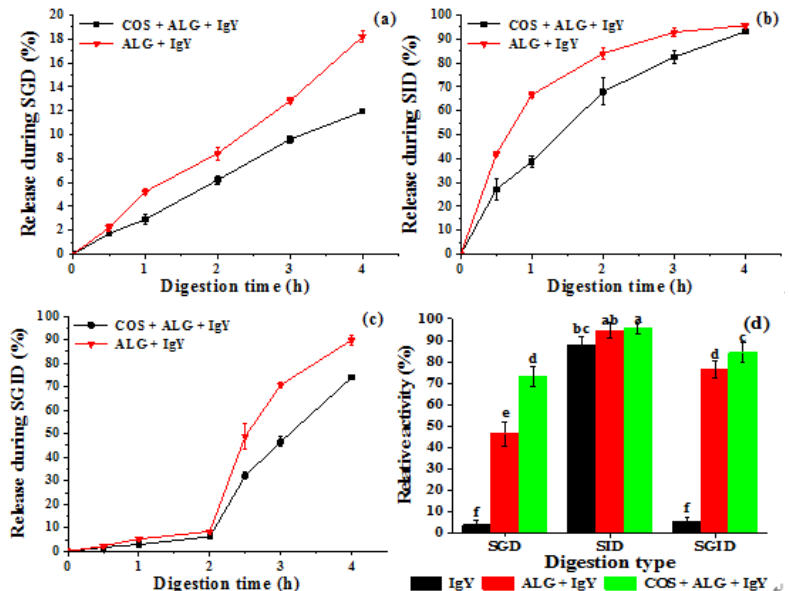 COS + ALG + IgY
ALG + IgY
(a)
Release during SGD (%)
20
18
16
14
12
10
8
6
4
2
0
0 1 2 3 4
Digestion time (h)
COS + ALG + IgY
ALG + IgY
(b)
Release during SID (%)
100
90
80
70
60
50
40
30
20
10
0
0 1 2 3 4
Digestion time (h)
COS + ALG + IgY
ALG + IgY
(c)
Release during SGID (%)
100
90
80
70
60
50
40
30
20
10
0
0 1 2 3 4
Digestion time (h)
(d)
Relative activity (%)
100
90
80
70
60
50
40
30
20
10
0
f e d bc ab a f d c
SGD SID SGID
Digestion type
IgY ALG + IgY COS + ALG + IgY